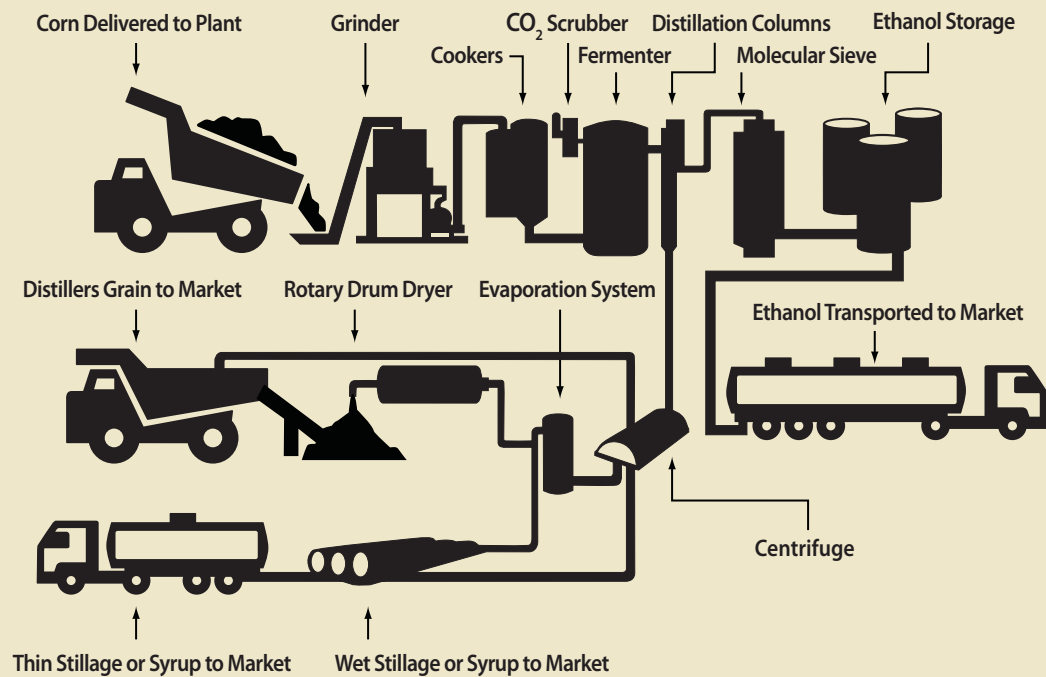 Corn Delivered to Plant
Grinder
CO2 Scrubber
Distillation Columns
Ethanol Storage
Cookers
Fermenter
Molecular Sieve
Distillers Grain to Market
Rotary Drum Dryer
Evaporation System
Ethanol Transported to Market
Centrifuge
Thin Stillage or Syrup to Market
Wet Stillage or Syrup to Market